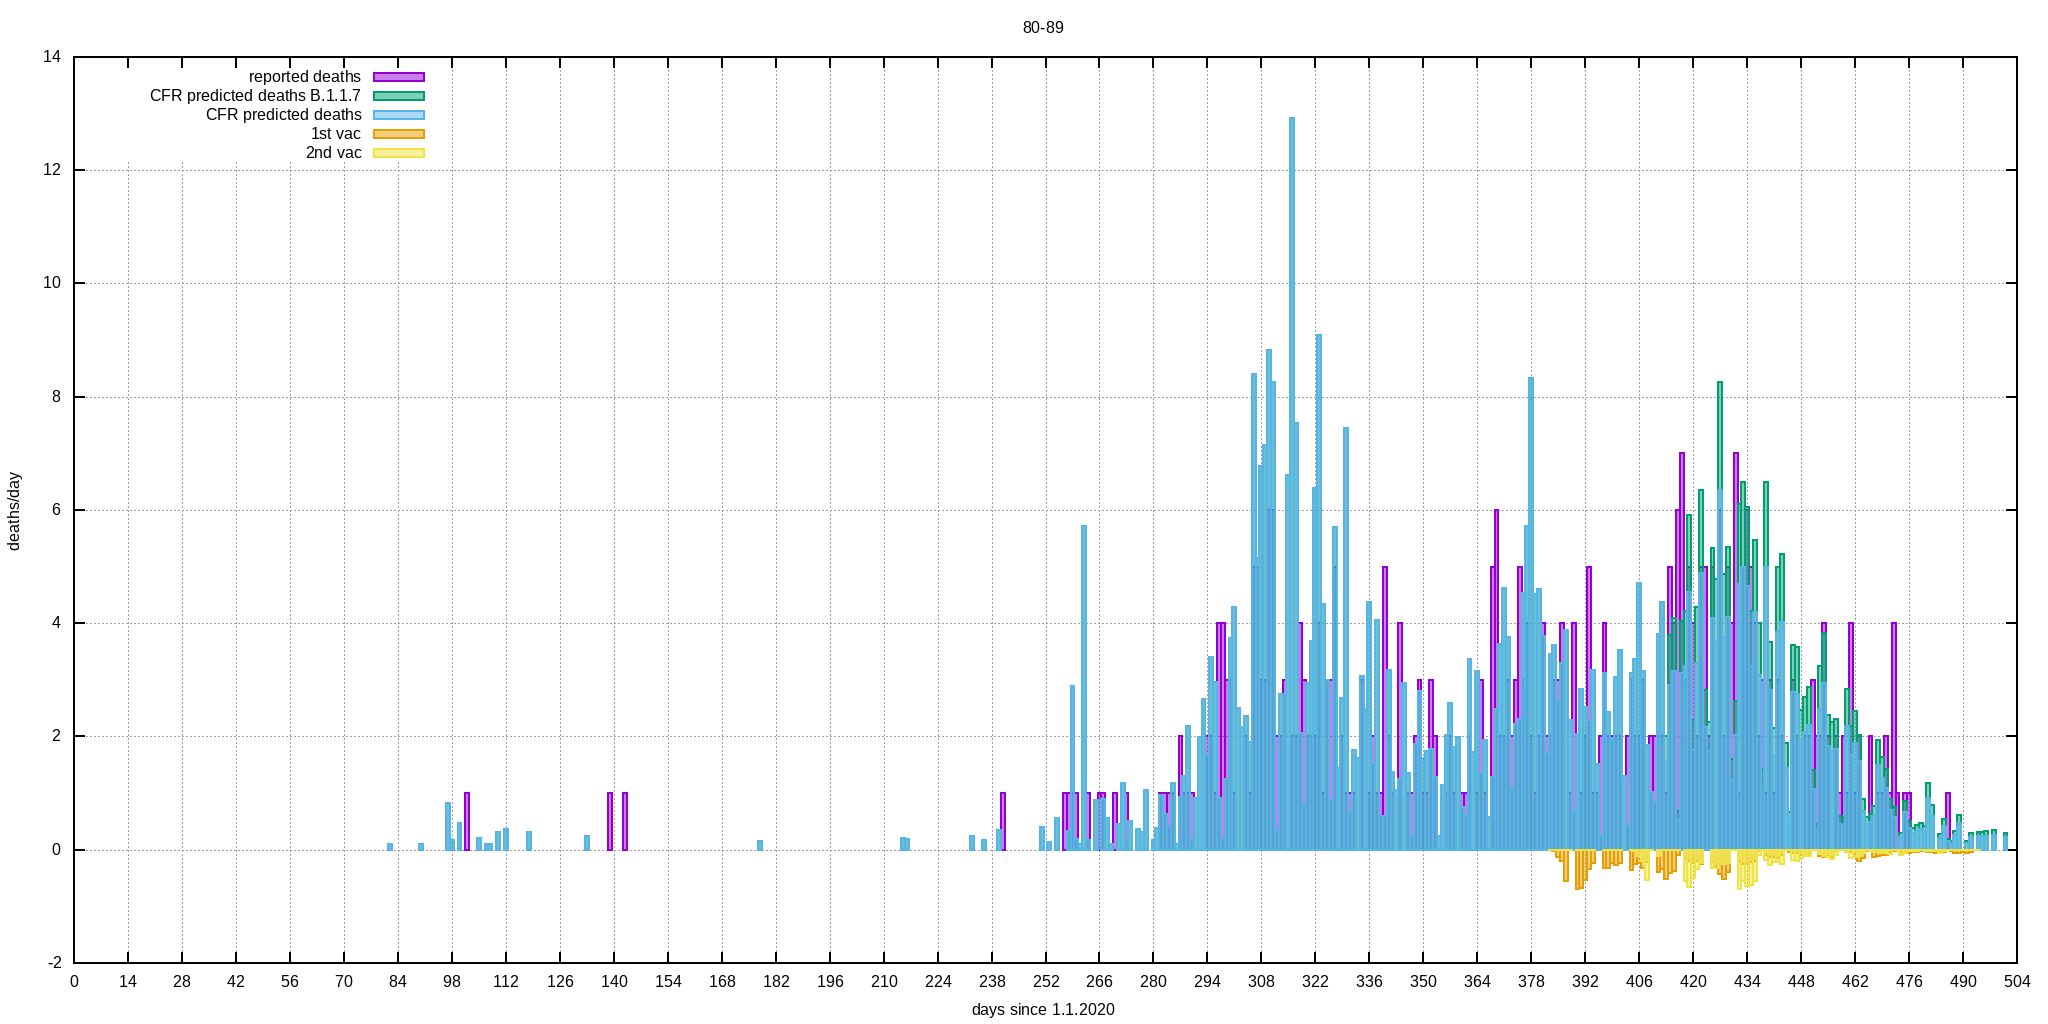 80-89
14
12
10
8
6
4
2
0
-2
deaths/day
reported deaths
CFR predicted deaths B.1.1.7
CFR predicted deaths
1st vac
2nd vac
0 14 28 42 56 70 84 98 112 126 140 154 168 182 196 210 224 238 252 266 280 294 308 322 336 350 364 378 392 406 420 434 448 462 476 490 504
days since 1.1.2020